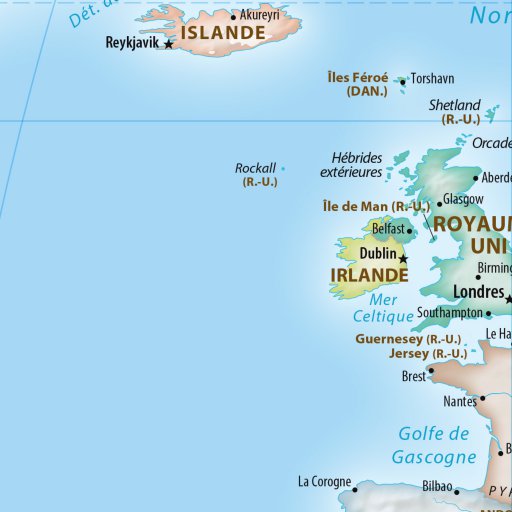 Dét. d
Akureyri
Nor
ISLANDE
Reykjavik
Îles Féroé
(DAN.)
Torshavn
Shetland
(R.-U.)
Orcade
Hébrides
extérieures
Rockall
(R.-U.)
Aberde
Glasgow
Île de Man (R.-U.)
ROYAUM
UNI
Belfast
Dublin
IRLANDE
Birming
Londres
Mer
Celtique
Southampton
Le Ha
Guernesey (R.-U.)
Jersey (R.-U.)
Brest
Nantes
Golfe de
Gascogne
B
La Corogne
Bilbao
PY